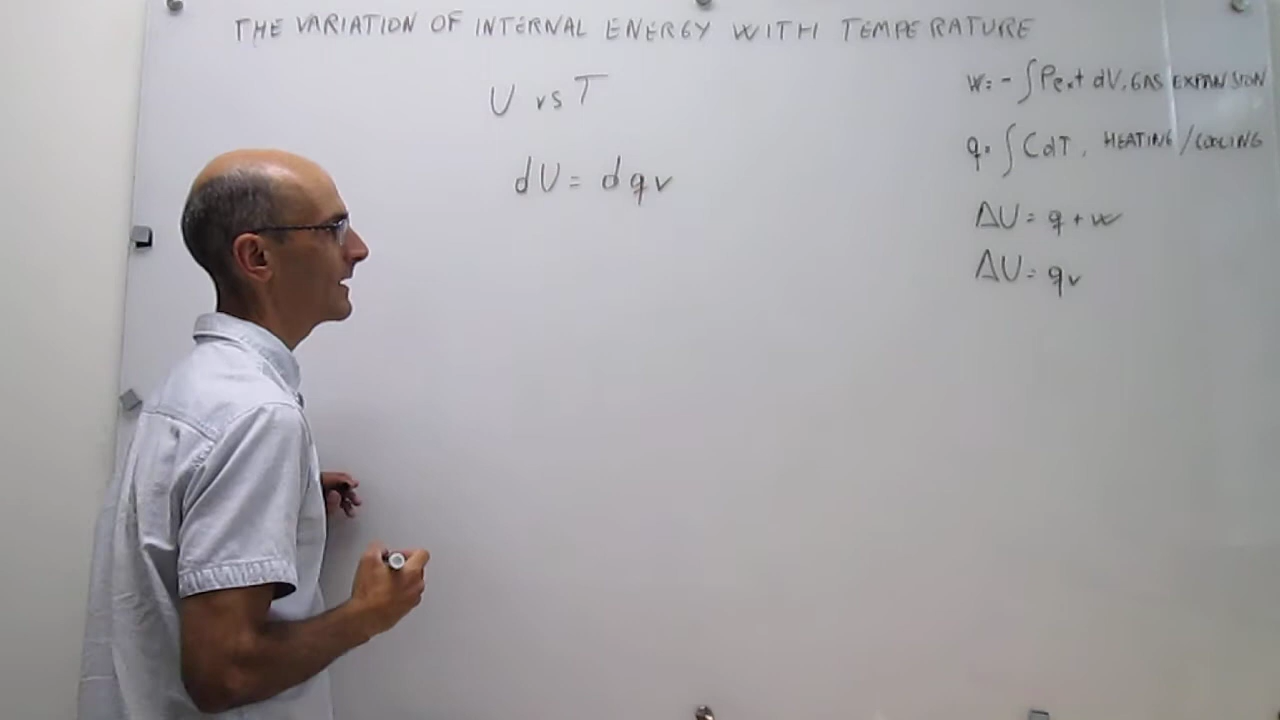 THE VARIATION OF INTERNAL ENERGY WITH TEMPERATURE
U vs T
dU = dqv
w = - ∫ Pext dV, GAS EXPANSION
q = ∫ C dT, HEATING / COOLING
ΔU = q + w
ΔU = qv